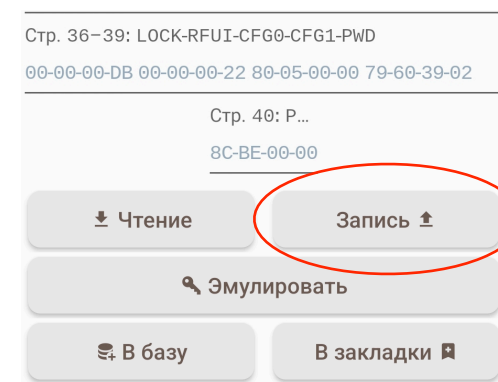 Стр. 36–39: LOCK-RFUI-CFG0-CFG1-PWD
00-00-00-DB 00-00-00-22 80-05-00-00 79-60-39-02
Стр. 40: P…
8C-BE-00-00
Чтение
Запись
Эмулировать
В базу
В закладки